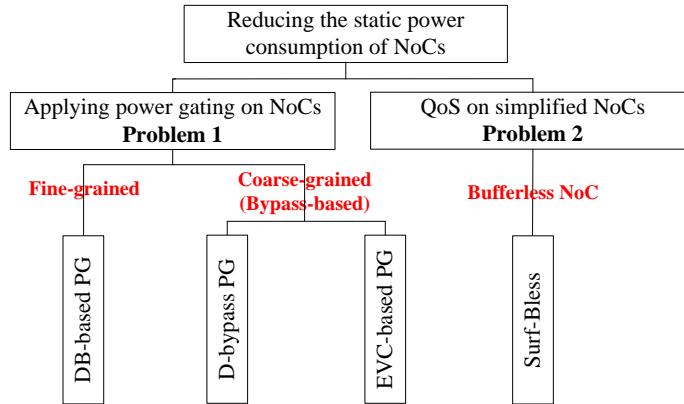 Reducing the static power
consumption of NoCs
Applying power gating on NoCs
Problem 1
QoS on simplified NoCs
Problem 2
Fine-grained
Coarse-grained
(Bypass-based)
Bufferless NoC
DB-based PG
D-bypass PG
EVC-based PG
Surf-Bless